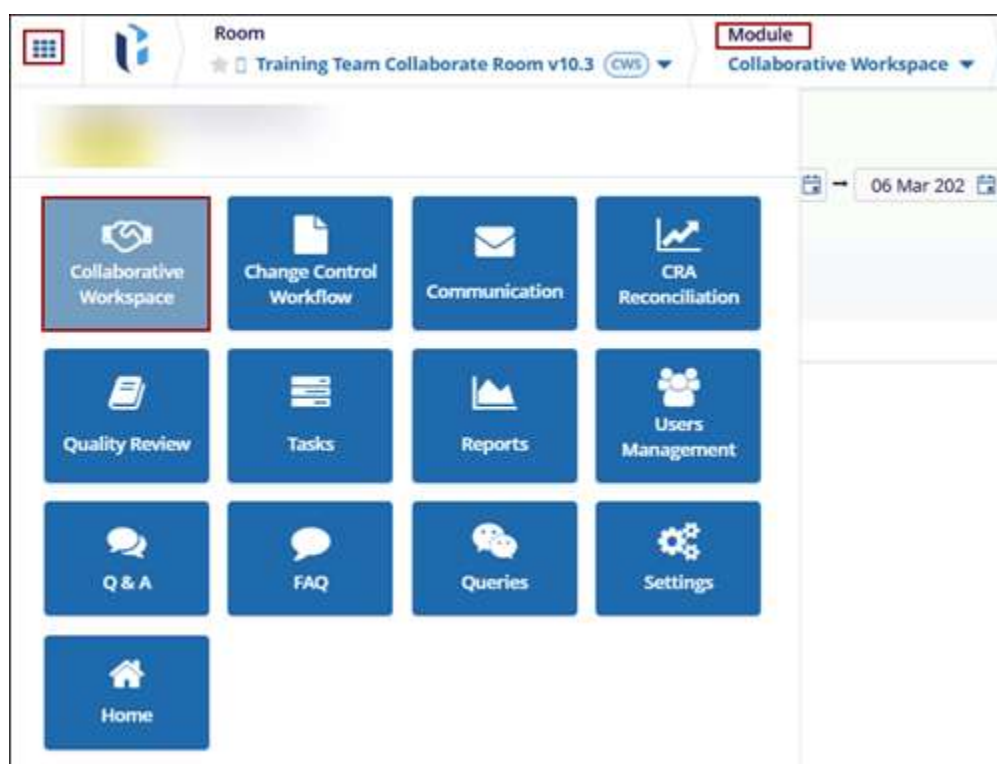 Room
Training Team Collaborate Room v10.3 CWS
Module
Collaborative Workspace
06 Mar 202
Collaborative
Workspace
Change Control
Workflow
Communication
CRA
Reconciliation
Quality Review
Tasks
Reports
Users
Management
Q & A
FAQ
Queries
Settings
Home